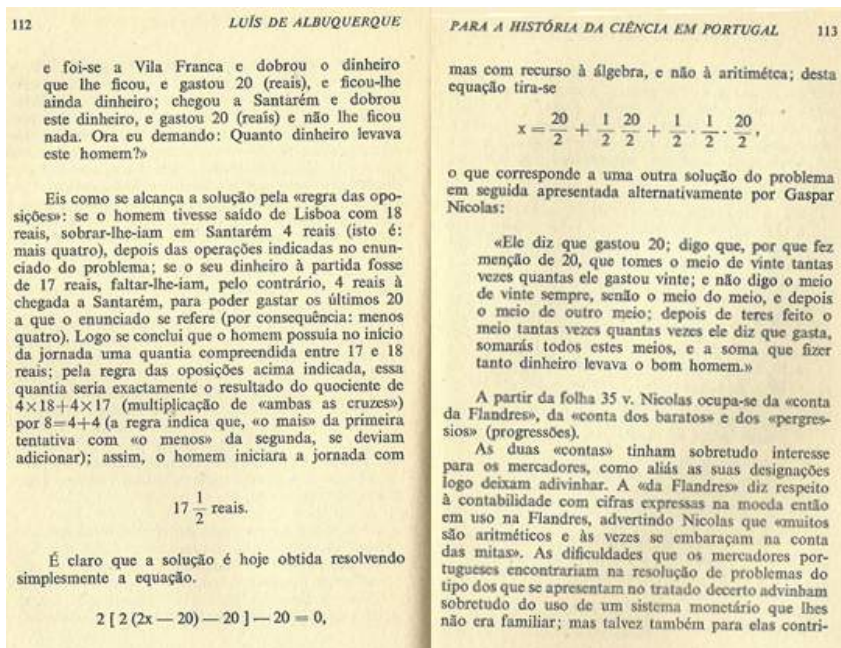 112
LUÍS DE ALBUQUERQUE
e foi-se a Vila Franca e dobrou o dinheiro
que lhe ficou, e gastou 20 (reais), e ficou-lhe
ainda dinheiro; chegou a Santarém e dobrou
este dinheiro, e gastou 20 (reais) e não lhe ficou
nada. Ora eu demando: Quanto dinheiro levava
este homem?»
Eis como se alcança a solução pela «regra das opo-
sições»: se o homem tivesse saído de Lisboa com 18
reais, sobrar-lhe-iam em Santarém 4 reais (isto é:
mais quatro), depois das operações indicadas no enun-
ciado do problema; se o seu dinheiro à partida fosse
de 17 reais, faltar-lhe-iam, pelo contrário, 4 reais à
chegada a Santarém, para poder gastar os últimos 20
a que o enunciado se refere (por consequência: menos
quatro). Logo se conclui que o homem possuía no início
da jornada uma quantia compreendida entre 17 e 18
reais; pela regra das oposições acima indicada, essa
quantia seria exactamente o resultado do quociente de
4×18+4×17 (multiplicação de «ambas as cruzes»)
por 8=4+4 (a regra indica que, «o mais» da primeira
tentativa com «o menos» da segunda, se deviam
adicionar); assim, o homem iniciara a jornada com
17 1/2 reais.
É claro que a solução é hoje obtida resolvendo
simplesmente a equação.
2 [ 2 (2x — 20) — 20 ] — 20 = 0,
PARA A HISTÓRIA DA CIÊNCIA EM PORTUGAL
113
mas com recurso à álgebra, e não à aritimétca; desta
equação tira-se
x = 20/2 + 1/2 20/2 + 1/2 · 1/2 · 20/2 ,
o que corresponde a uma outra solução do problema
em seguida apresentada alternativamente por Gaspar
Nicolas:
«Ele diz que gastou 20; digo que, por que fez
menção de 20, que tomes o meio de vinte tantas
vezes quantas ele gastou vinte; e não digo o meio
de vinte sempre, senão o meio do meio, e depois
o meio de outro meio; depois de teres feito o
meio tantas vezes quantas vezes ele diz que gasta,
somarás todos estes meios, e a soma que fizer
tanto dinheiro levava o bom homem.»
A partir da folha 35 v. Nicolas ocupa-se da «conta
da Flandres», da «conta dos baratos» e dos «pergres-
sios» (progressões).
As duas «contas» tinham sobretudo interesse
para os mercadores, como aliás as suas designações
logo deixam adivinhar. A «da Flandres» diz respeito
à contabilidade com cifras expressas na moeda então
em uso na Flandres, advertindo Nicolas que «muitos
são aritméticos e às vezes se embaraçam na conta
das mitas». As dificuldades que os mercadores por-
tugueses encontrariam na resolução de problemas do
tipo dos que se apresentam no tratado decerto advinham
sobretudo do uso de um sistema monetário que lhes
não era familiar; mas talvez também para elas contri-